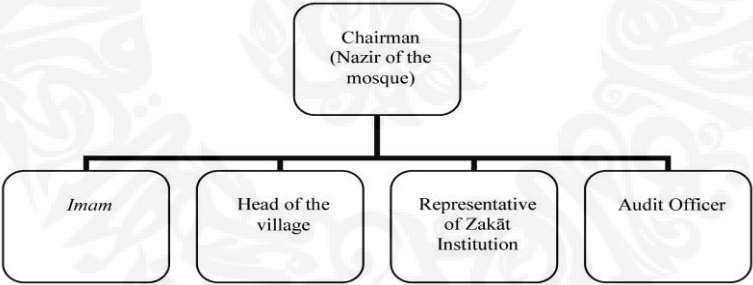 Chairman
(Nazir of the
mosque)
Imam
Head of the
village
Representative
of Zakāt
Institution
Audit Officer